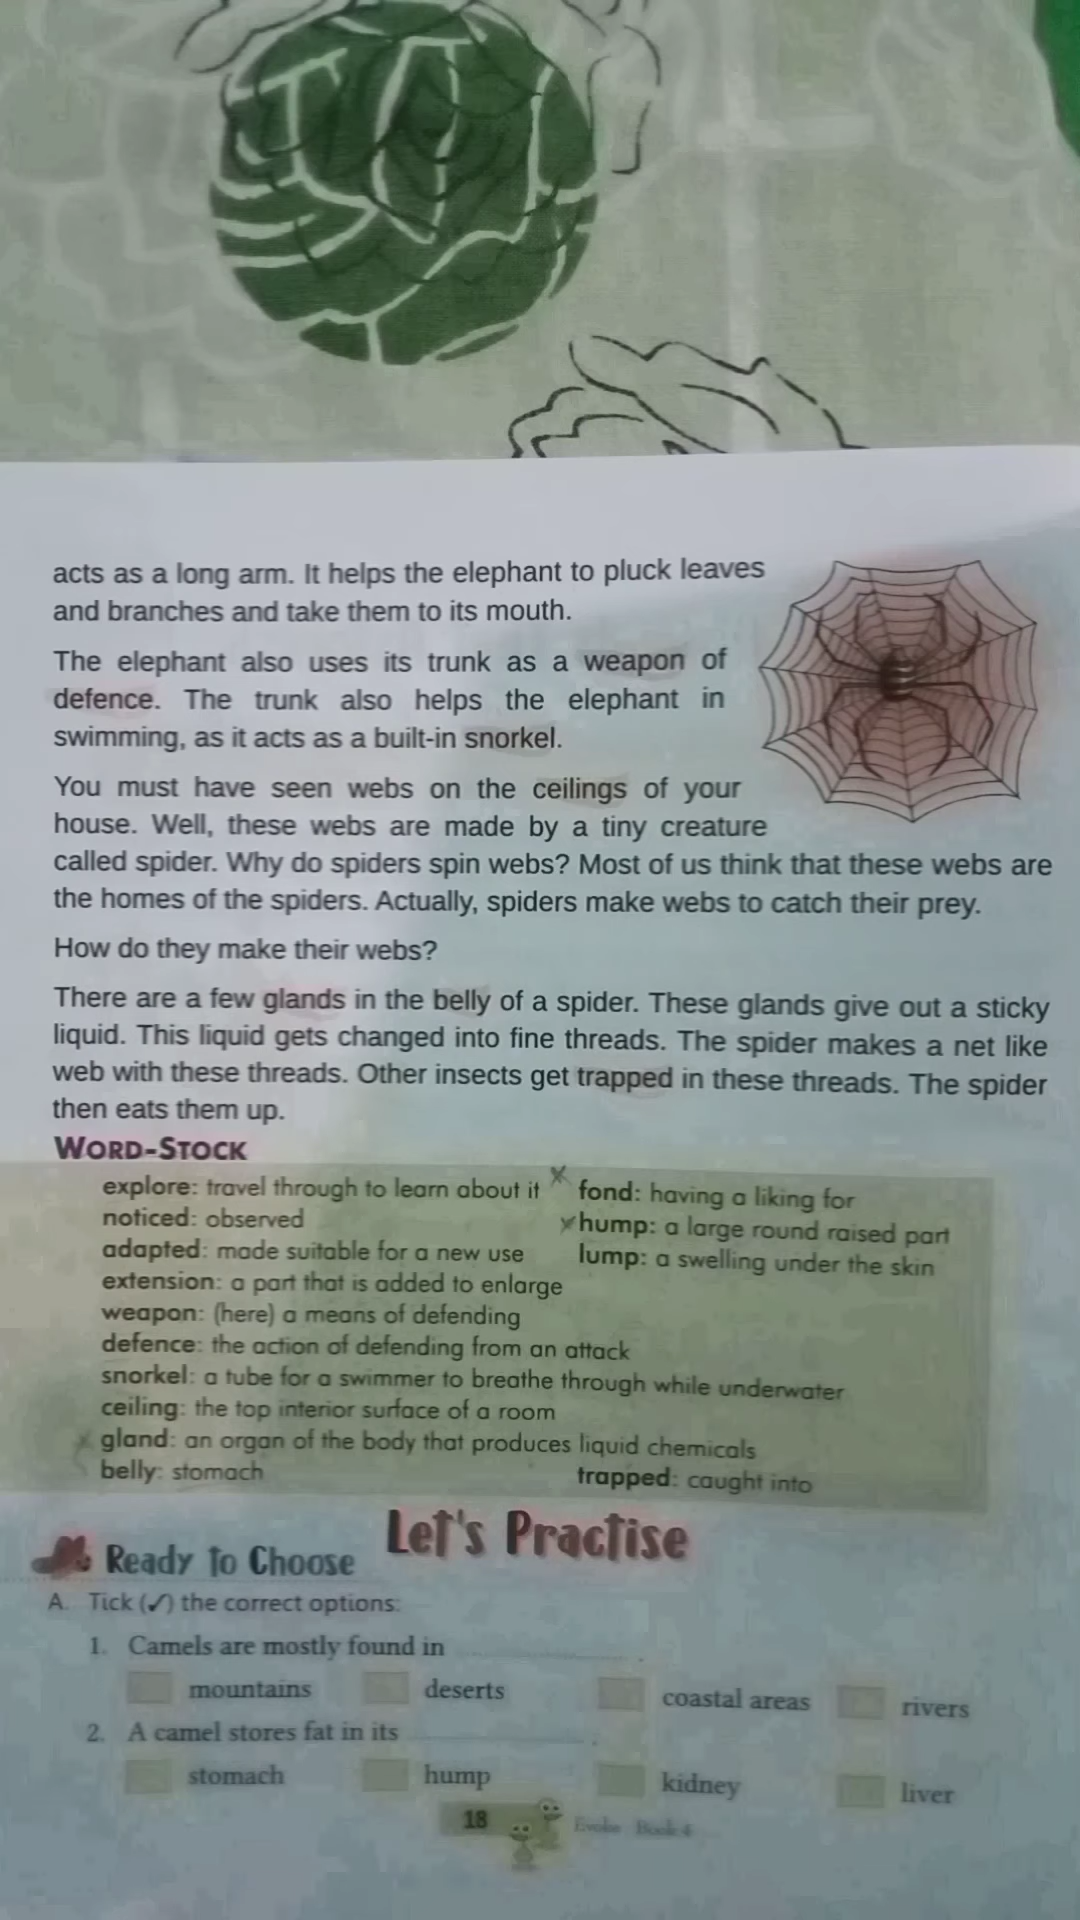 acts as a long arm. It helps the elephant to pluck leaves
and branches and take them to its mouth.
The elephant also uses its trunk as a weapon of
defence. The trunk also helps the elephant in
swimming, as it acts as a built-in snorkel.
You must have seen webs on the ceilings of your
house. Well, these webs are made by a tiny creature
called spider. Why do spiders spin webs? Most of us think that these webs are
the homes of the spiders. Actually, spiders make webs to catch their prey.
How do they make their webs?
There are a few glands in the belly of a spider. These glands give out a sticky
liquid. This liquid gets changed into fine threads. The spider makes a net like
web with these threads. Other insects get trapped in these threads. The spider
then eats them up.
WORD-STOCK
explore: travel through to learn about it fond: having a liking for
noticed: observed hump: a large round raised part
adapted: made suitable for a new use lump: a swelling under the skin
extension: a part that is added to enlarge
weapon: (here) a means of defending
defence: the action of defending from an attack
snorkel: a tube for a swimmer to breathe through while underwater
ceiling: the top interior surface of a room
gland: an organ of the body that produces liquid chemicals
belly: stomach trapped: caught into
Let's Practise
Ready to Choose
A. Tick (✓) the correct options:
1. Camels are mostly found in ............
mountains deserts coastal areas rivers
2. A camel stores fat in its ............
stomach hump kidney liver
18 Evoke Book 4